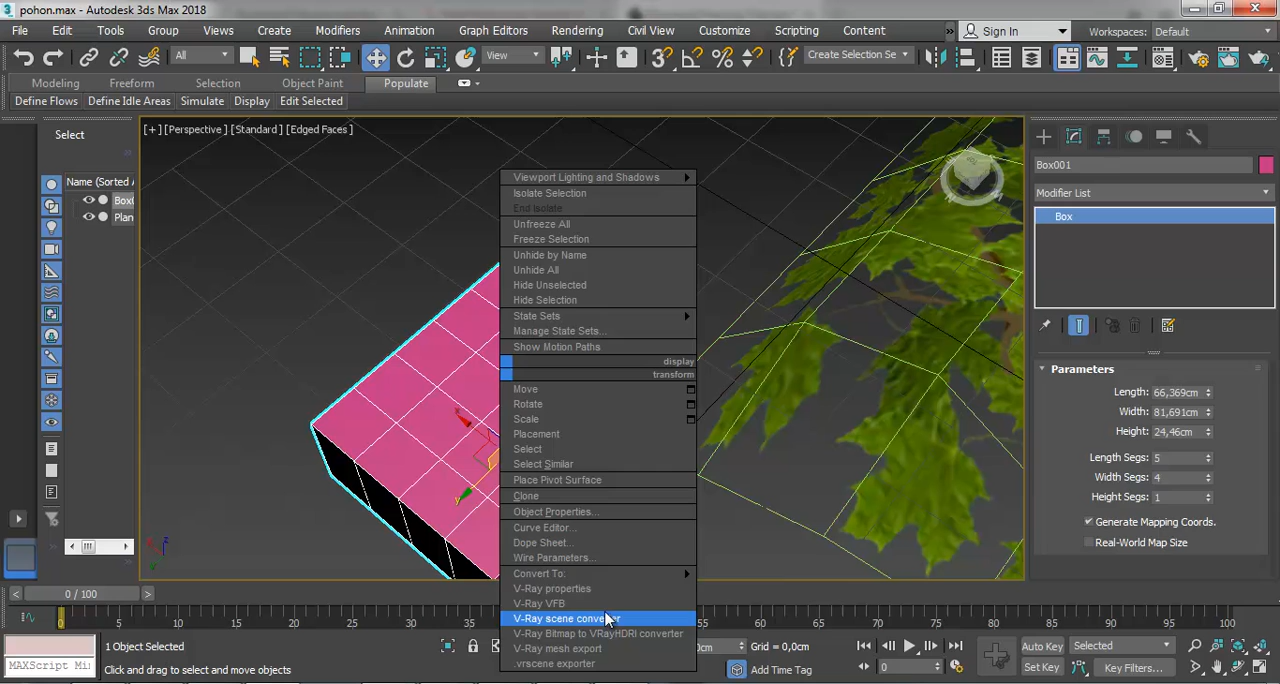 pohon.max - Autodesk 3ds Max 2018
File Edit Tools Group Views Create Modifiers Animation Graph Editors Rendering Civil View Customize Scripting Content » Sign In Workspaces: Default
All View Create Selection Se
Modeling Freeform Selection Object Paint Populate
Define Flows Define Idle Areas Simulate Display Edit Selected
Select
Name (Sorted A
Box0
Plan
[+] [Perspective] [Standard] [Edged Faces]
Viewport Lighting and Shadows
Isolate Selection
End Isolate
Unfreeze All
Freeze Selection
Unhide by Name
Unhide All
Hide Unselected
Hide Selection
State Sets
Manage State Sets...
Show Motion Paths
display
transform
Move
Rotate
Scale
Placement
Select
Select Similar
Place Pivot Surface
Clone
Object Properties...
Curve Editor...
Dope Sheet...
Wire Parameters...
Convert To:
V-Ray properties
V-Ray VFB
V-Ray scene converter
V-Ray Bitmap to VRayHDRI converter
V-Ray mesh export
.vrscene exporter
Box001
Modifier List
Box
Parameters
Length: 66,369cm
Width: 81,691cm
Height: 24,46cm
Length Segs: 5
Width Segs: 4
Height Segs: 1
Generate Mapping Coords.
Real-World Map Size
x
y
z
< 0 / 100 >
0 5 10 15 20 25 30 35 55 60 65 70 75 80 85 90 95 100
1 Object Selected
Click and drag to select and move objects
MAXScript Mi
0cm Grid = 0,0cm
Add Time Tag
0
Auto Key Selected
Set Key Key Filters...